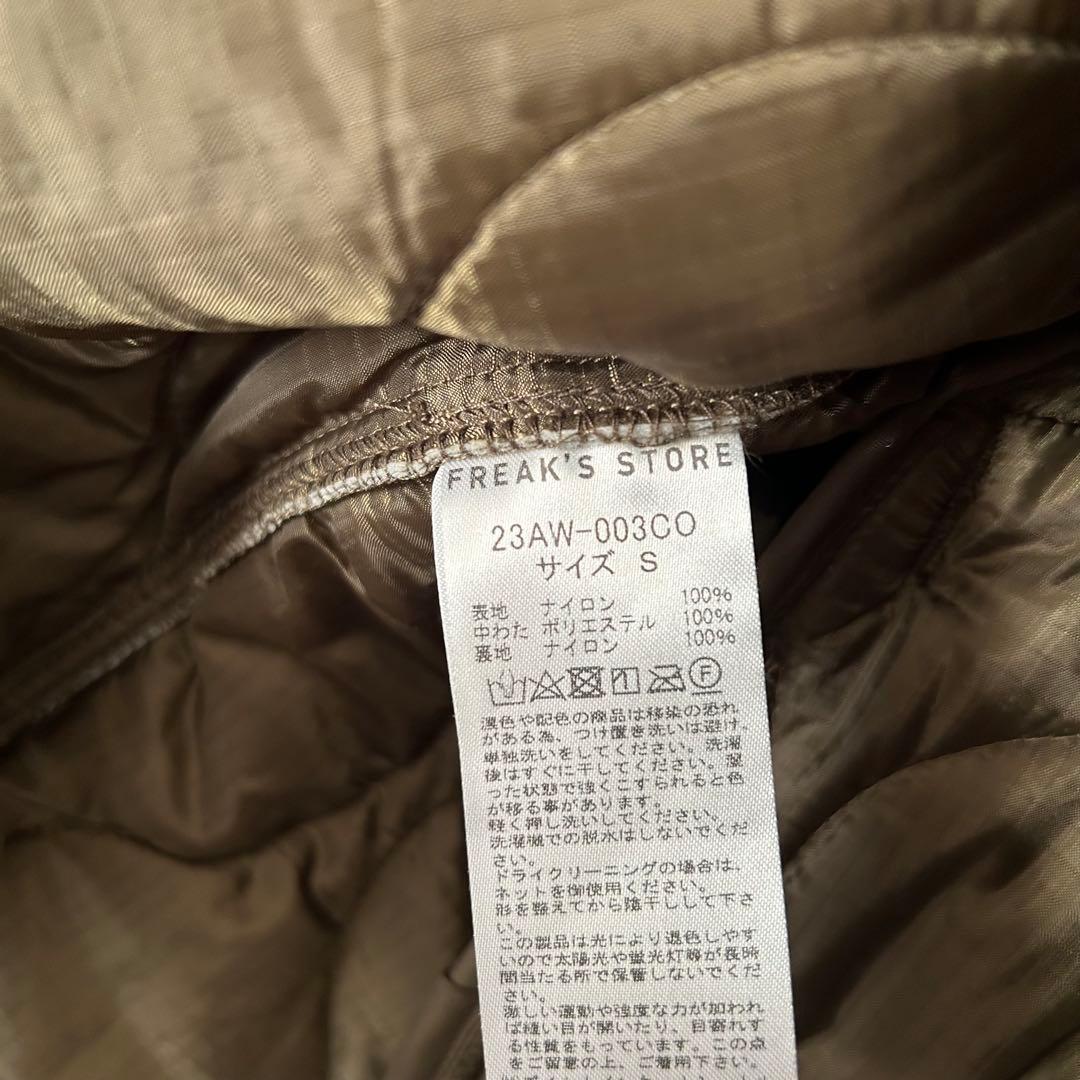 FREAK'S STORE
23AW-003CO
サイズ S
表地 ナイロン 100%
中わた ポリエステル 100%
裏地 ナイロン 100%
F
濃色や配色の商品は移染の恐れ
がある為、つけ置き洗いは避け、
単独洗いをしてください。洗濯
後はすぐに干してください。湿
った状態で強くこすられると色
が移る事があります。
軽く押し洗いしてください。
洗濯機での脱水はしないでくだ
さい。
ドライクリーニングの場合は、
ネットを御使用ください。
形を整えてから陰干しして下さ
い。
この製品は光により退色しやす
いので太陽光や蛍光灯等が長時
間当たる所で保管しないでくだ
さい。
激しい運動や強度な力が加われ
ば縫い目が開いたり、目寄れす
る性質をもっています。この点
をご留意の上、ご着用下さい。